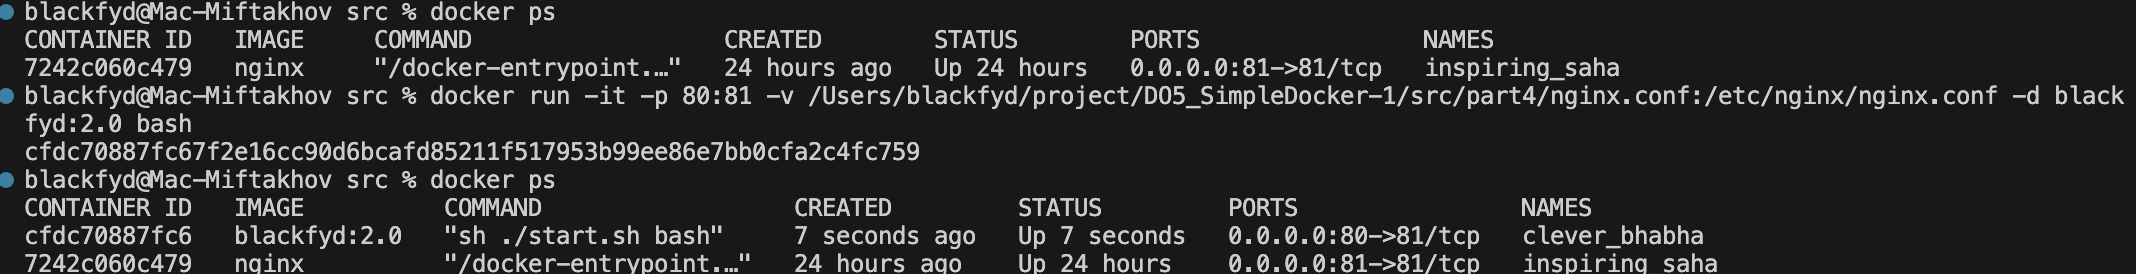 blackfyd@Mac-Miftakhov src % docker ps
CONTAINER ID   IMAGE     COMMAND                  CREATED        STATUS        PORTS                NAMES
7242c060c479   nginx     "/docker-entrypoint.…"   24 hours ago   Up 24 hours   0.0.0.0:81->81/tcp   inspiring_saha
blackfyd@Mac-Miftakhov src % docker run -it -p 80:81 -v /Users/blackfyd/project/DO5_SimpleDocker-1/src/part4/nginx.conf:/etc/nginx/nginx.conf -d black
fyd:2.0 bash
cfdc70887fc67f2e16cc90d6bcafd85211f517953b99ee86e7bb0cfa2c4fc759
blackfyd@Mac-Miftakhov src % docker ps
CONTAINER ID   IMAGE          COMMAND                  CREATED         STATUS         PORTS                NAMES
cfdc70887fc6   blackfyd:2.0   "sh ./start.sh bash"     7 seconds ago   Up 7 seconds   0.0.0.0:80->81/tcp   clever_bhabha
7242c060c479   nginx          "/docker-entrypoint.…"   24 hours ago    Up 24 hours    0.0.0.0:81->81/tcp   inspiring_saha